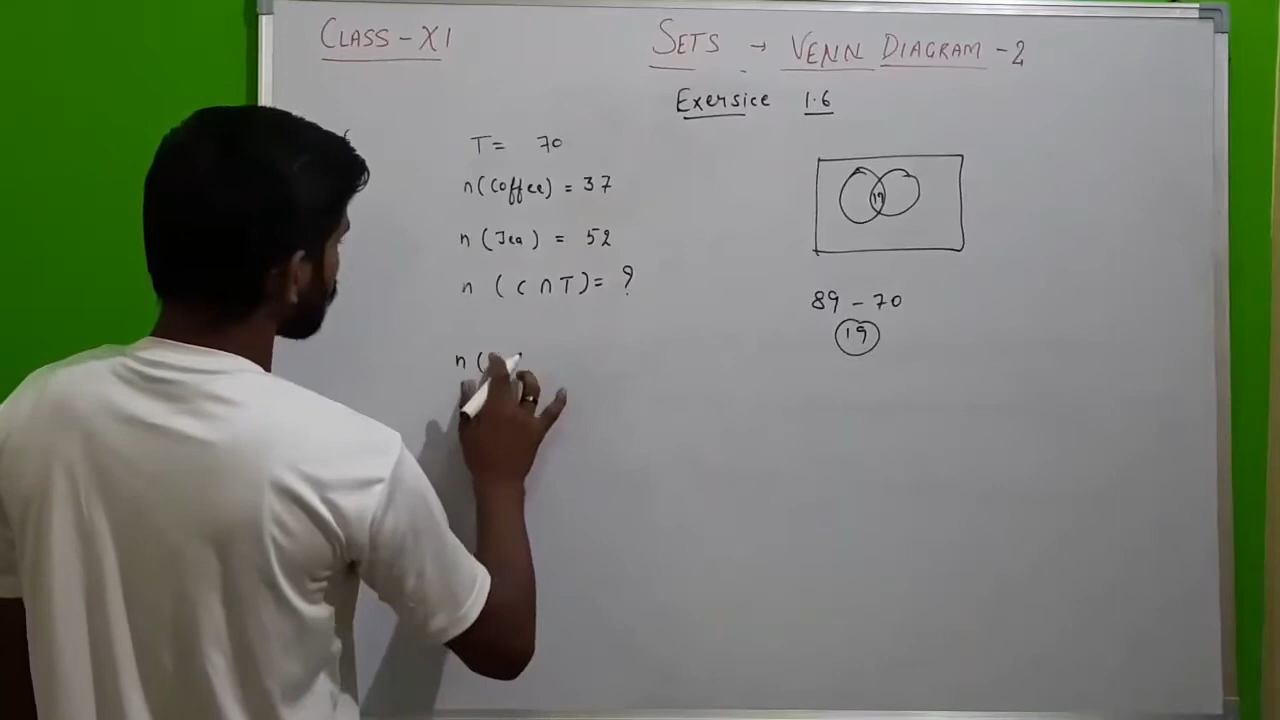 CLASS - XI
SETS → VENN DIAGRAM - 2
Exersice 1.6
T = 70
n(Coffee) = 37
n (Tea) = 52
n ( C ∩ T) = ?
n (
19
89 - 70
19